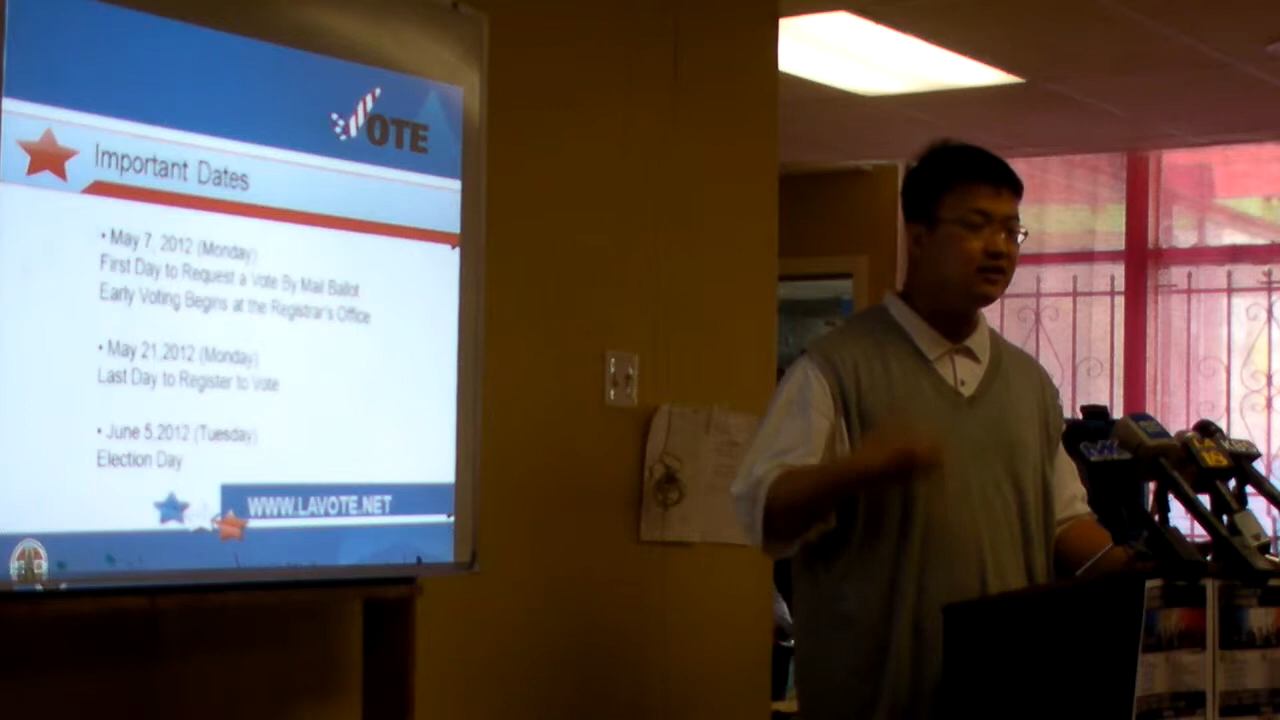 VOTE
Important Dates
• May 7, 2012 (Monday)
First Day to Request a Vote By Mail Ballot
Early Voting Begins at the Registrar's Office
• May 21,2012 (Monday)
Last Day to Register to Vote
• June 5,2012 (Tuesday)
Election Day
WWW.LAVOTE.NET
LA
18